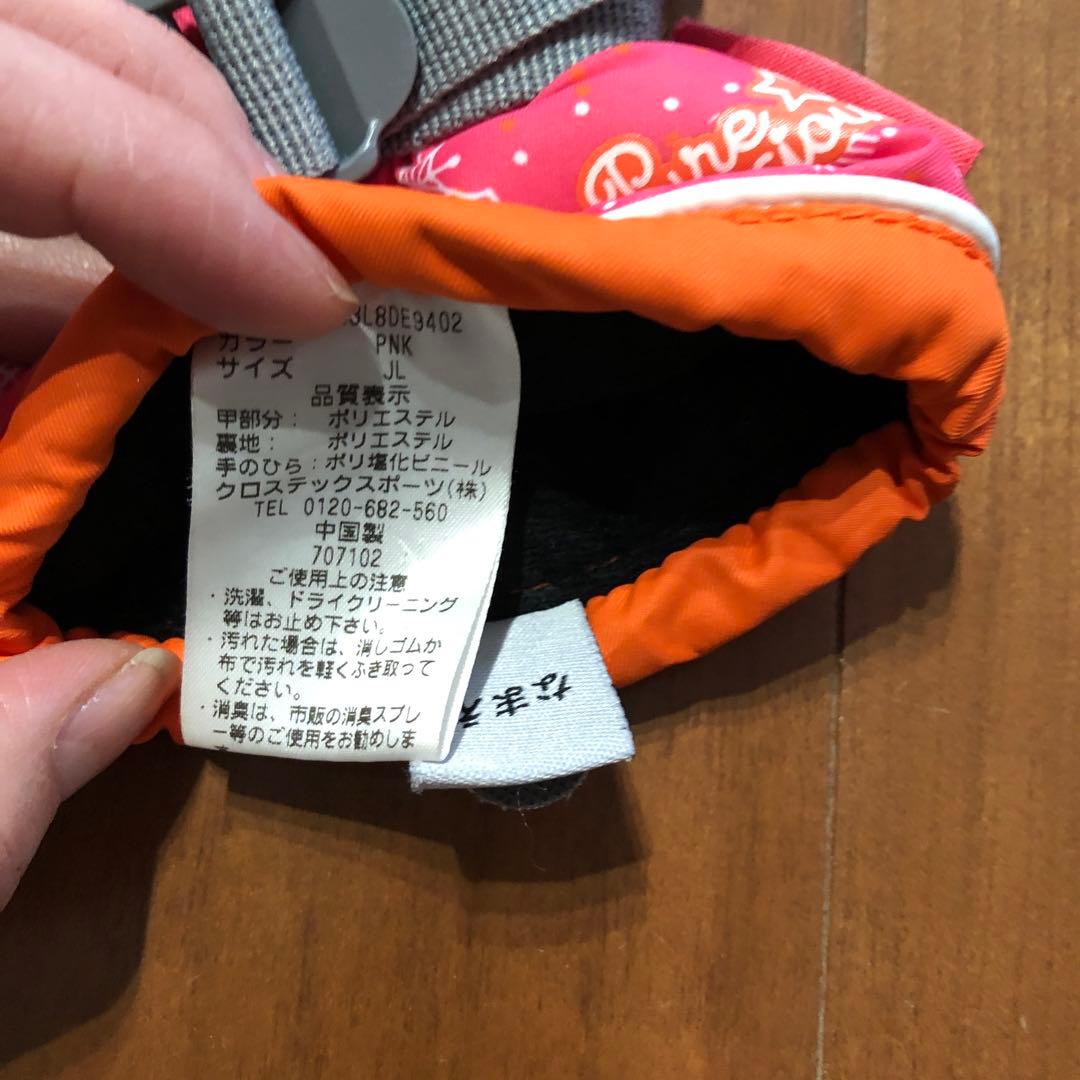 Pure
3L8DE9402
カラー PNK
サイズ JL
品質表示
甲部分： ポリエステル
裏地： ポリエステル
手のひら：ポリ塩化ビニール
クロステックスポーツ(株)
TEL 0120-682-560
中国製
707102
ご使用上の注意
・洗濯、ドライクリーニング
等はお止め下さい。
・汚れた場合は、消しゴムか
布で汚れを軽くふき取って
ください。
・消臭は、市販の消臭スプレ
ー等のご使用をお勧めしま
なまえ